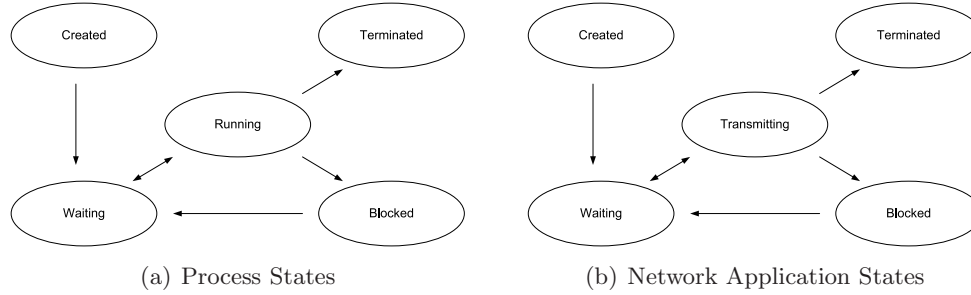 Created
Terminated
Running
Waiting
Blocked
(a) Process States
Created
Terminated
Transmitting
Waiting
Blocked
(b) Network Application States